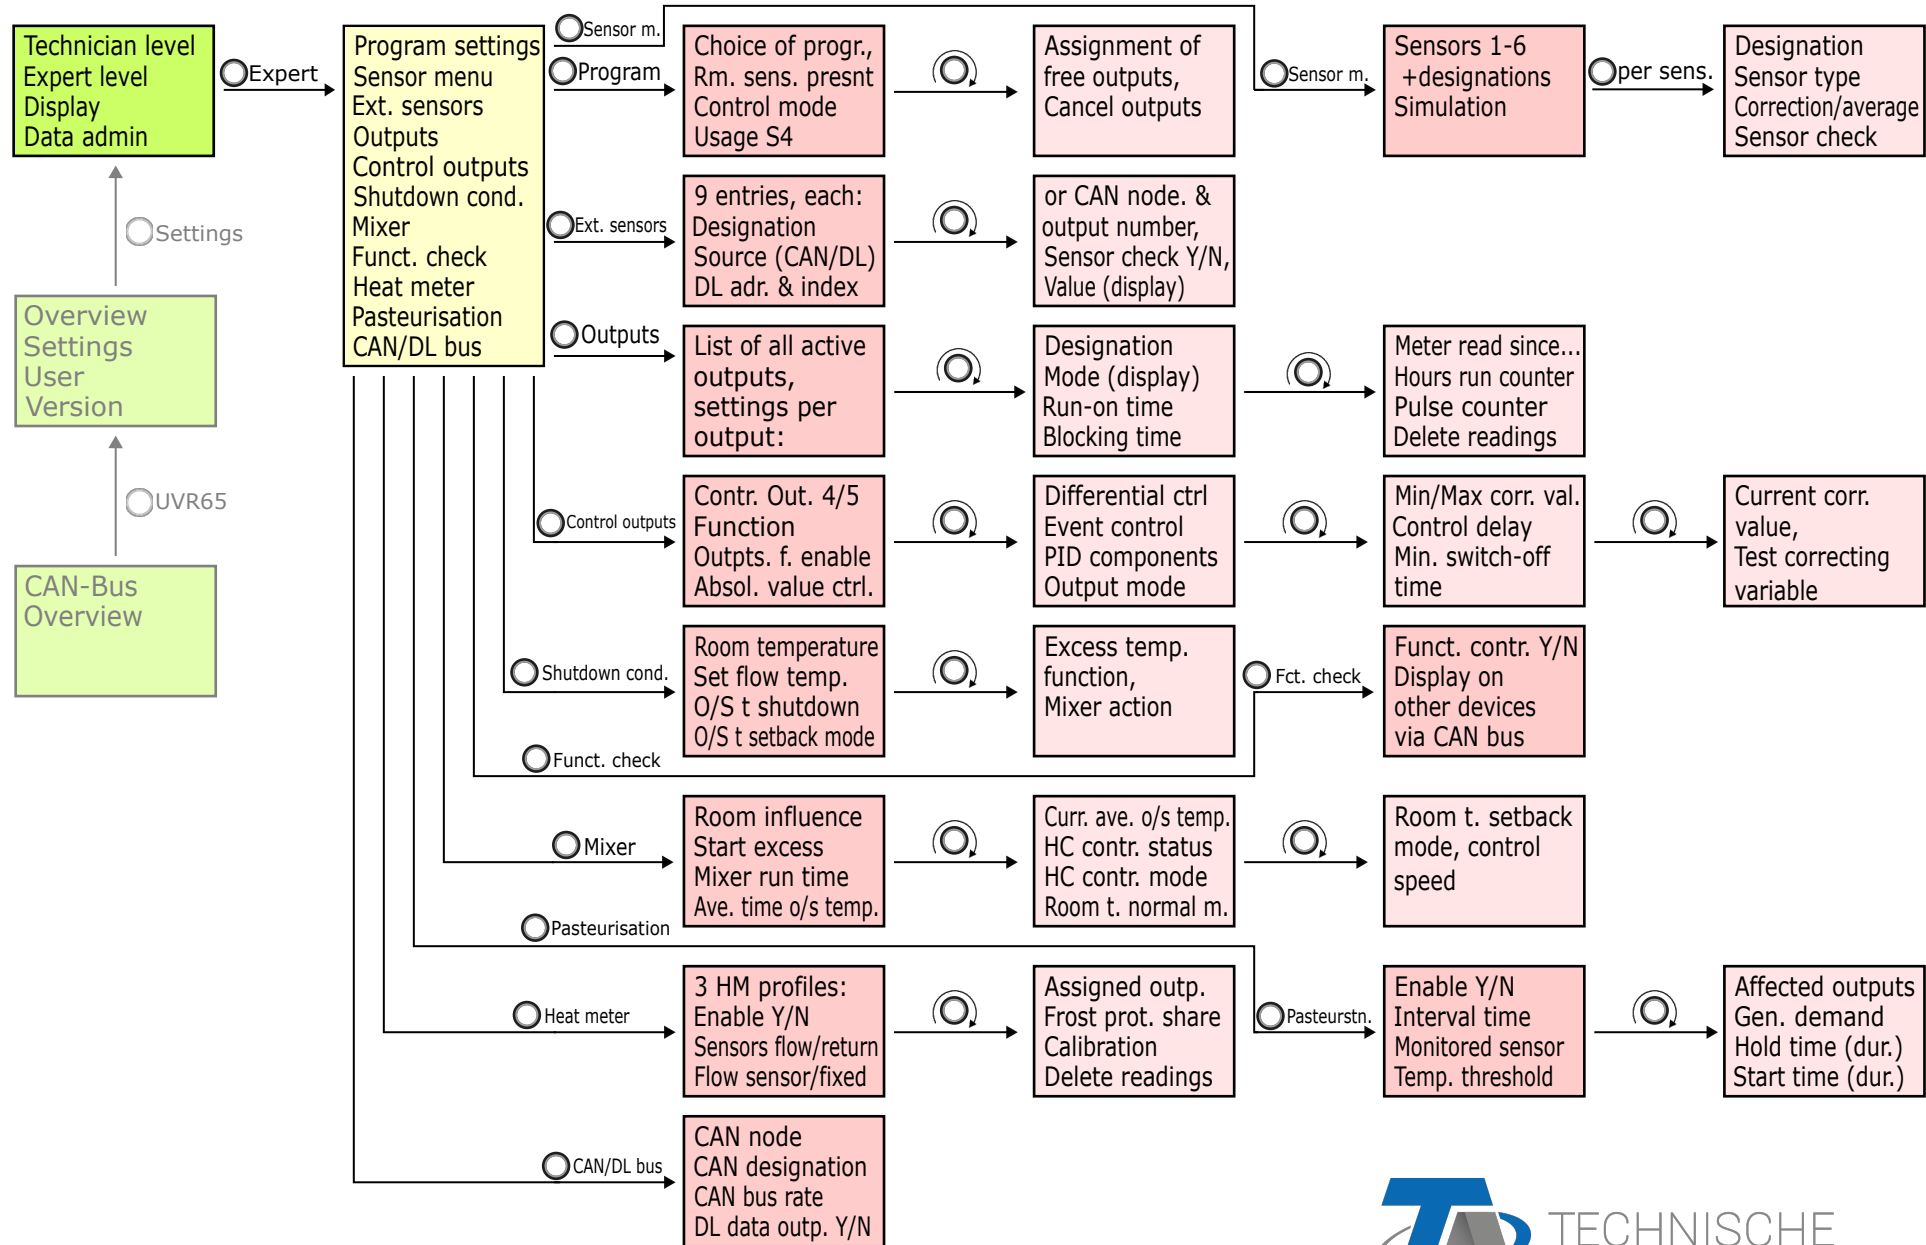 Technician level
Expert level
Display
Data admin
Expert
Settings
Overview
Settings
User
Version
UVR65
CAN-Bus
Overview
Program settings
Sensor menu
Ext. sensors
Outputs
Control outputs
Shutdown cond.
Mixer
Funct. check
Heat meter
Pasteurisation
CAN/DL bus
Sensor m.
Program
Choice of progr.,
Rm. sens. presnt
Control mode
Usage S4
Assignment of
free outputs,
Cancel outputs
Sensor m.
Sensors 1-6
+designations
Simulation
per sens.
Designation
Sensor type
Correction/average
Sensor check
Ext. sensors
9 entries, each:
Designation
Source (CAN/DL)
DL adr. & index
or CAN node. &
output number,
Sensor check Y/N,
Value (display)
Outputs
List of all active
outputs,
settings per
output:
Designation
Mode (display)
Run-on time
Blocking time
Meter read since...
Hours run counter
Pulse counter
Delete readings
Control outputs
Contr. Out. 4/5
Function
Outpts. f. enable
Absol. value ctrl.
Differential ctrl
Event control
PID components
Output mode
Min/Max corr. val.
Control delay
Min. switch-off
time
Current corr.
value,
Test correcting
variable
Shutdown cond.
Room temperature
Set flow temp.
O/S t shutdown
O/S t setback mode
Excess temp.
function,
Mixer action
Funct. check
Fct. check
Funct. contr. Y/N
Display on
other devices
via CAN bus
Mixer
Room influence
Start excess
Mixer run time
Ave. time o/s temp.
Curr. ave. o/s temp.
HC contr. status
HC contr. mode
Room t. normal m.
Room t. setback
mode, control
speed
Pasteurisation
Heat meter
3 HM profiles:
Enable Y/N
Sensors flow/return
Flow sensor/fixed
Assigned outp.
Frost prot. share
Calibration
Delete readings
Pasteurstn.
Enable Y/N
Interval time
Monitored sensor
Temp. threshold
Affected outputs
Gen. demand
Hold time (dur.)
Start time (dur.)
CAN/DL bus
CAN node
CAN designation
CAN bus rate
DL data outp. Y/N
TECHNISCHE